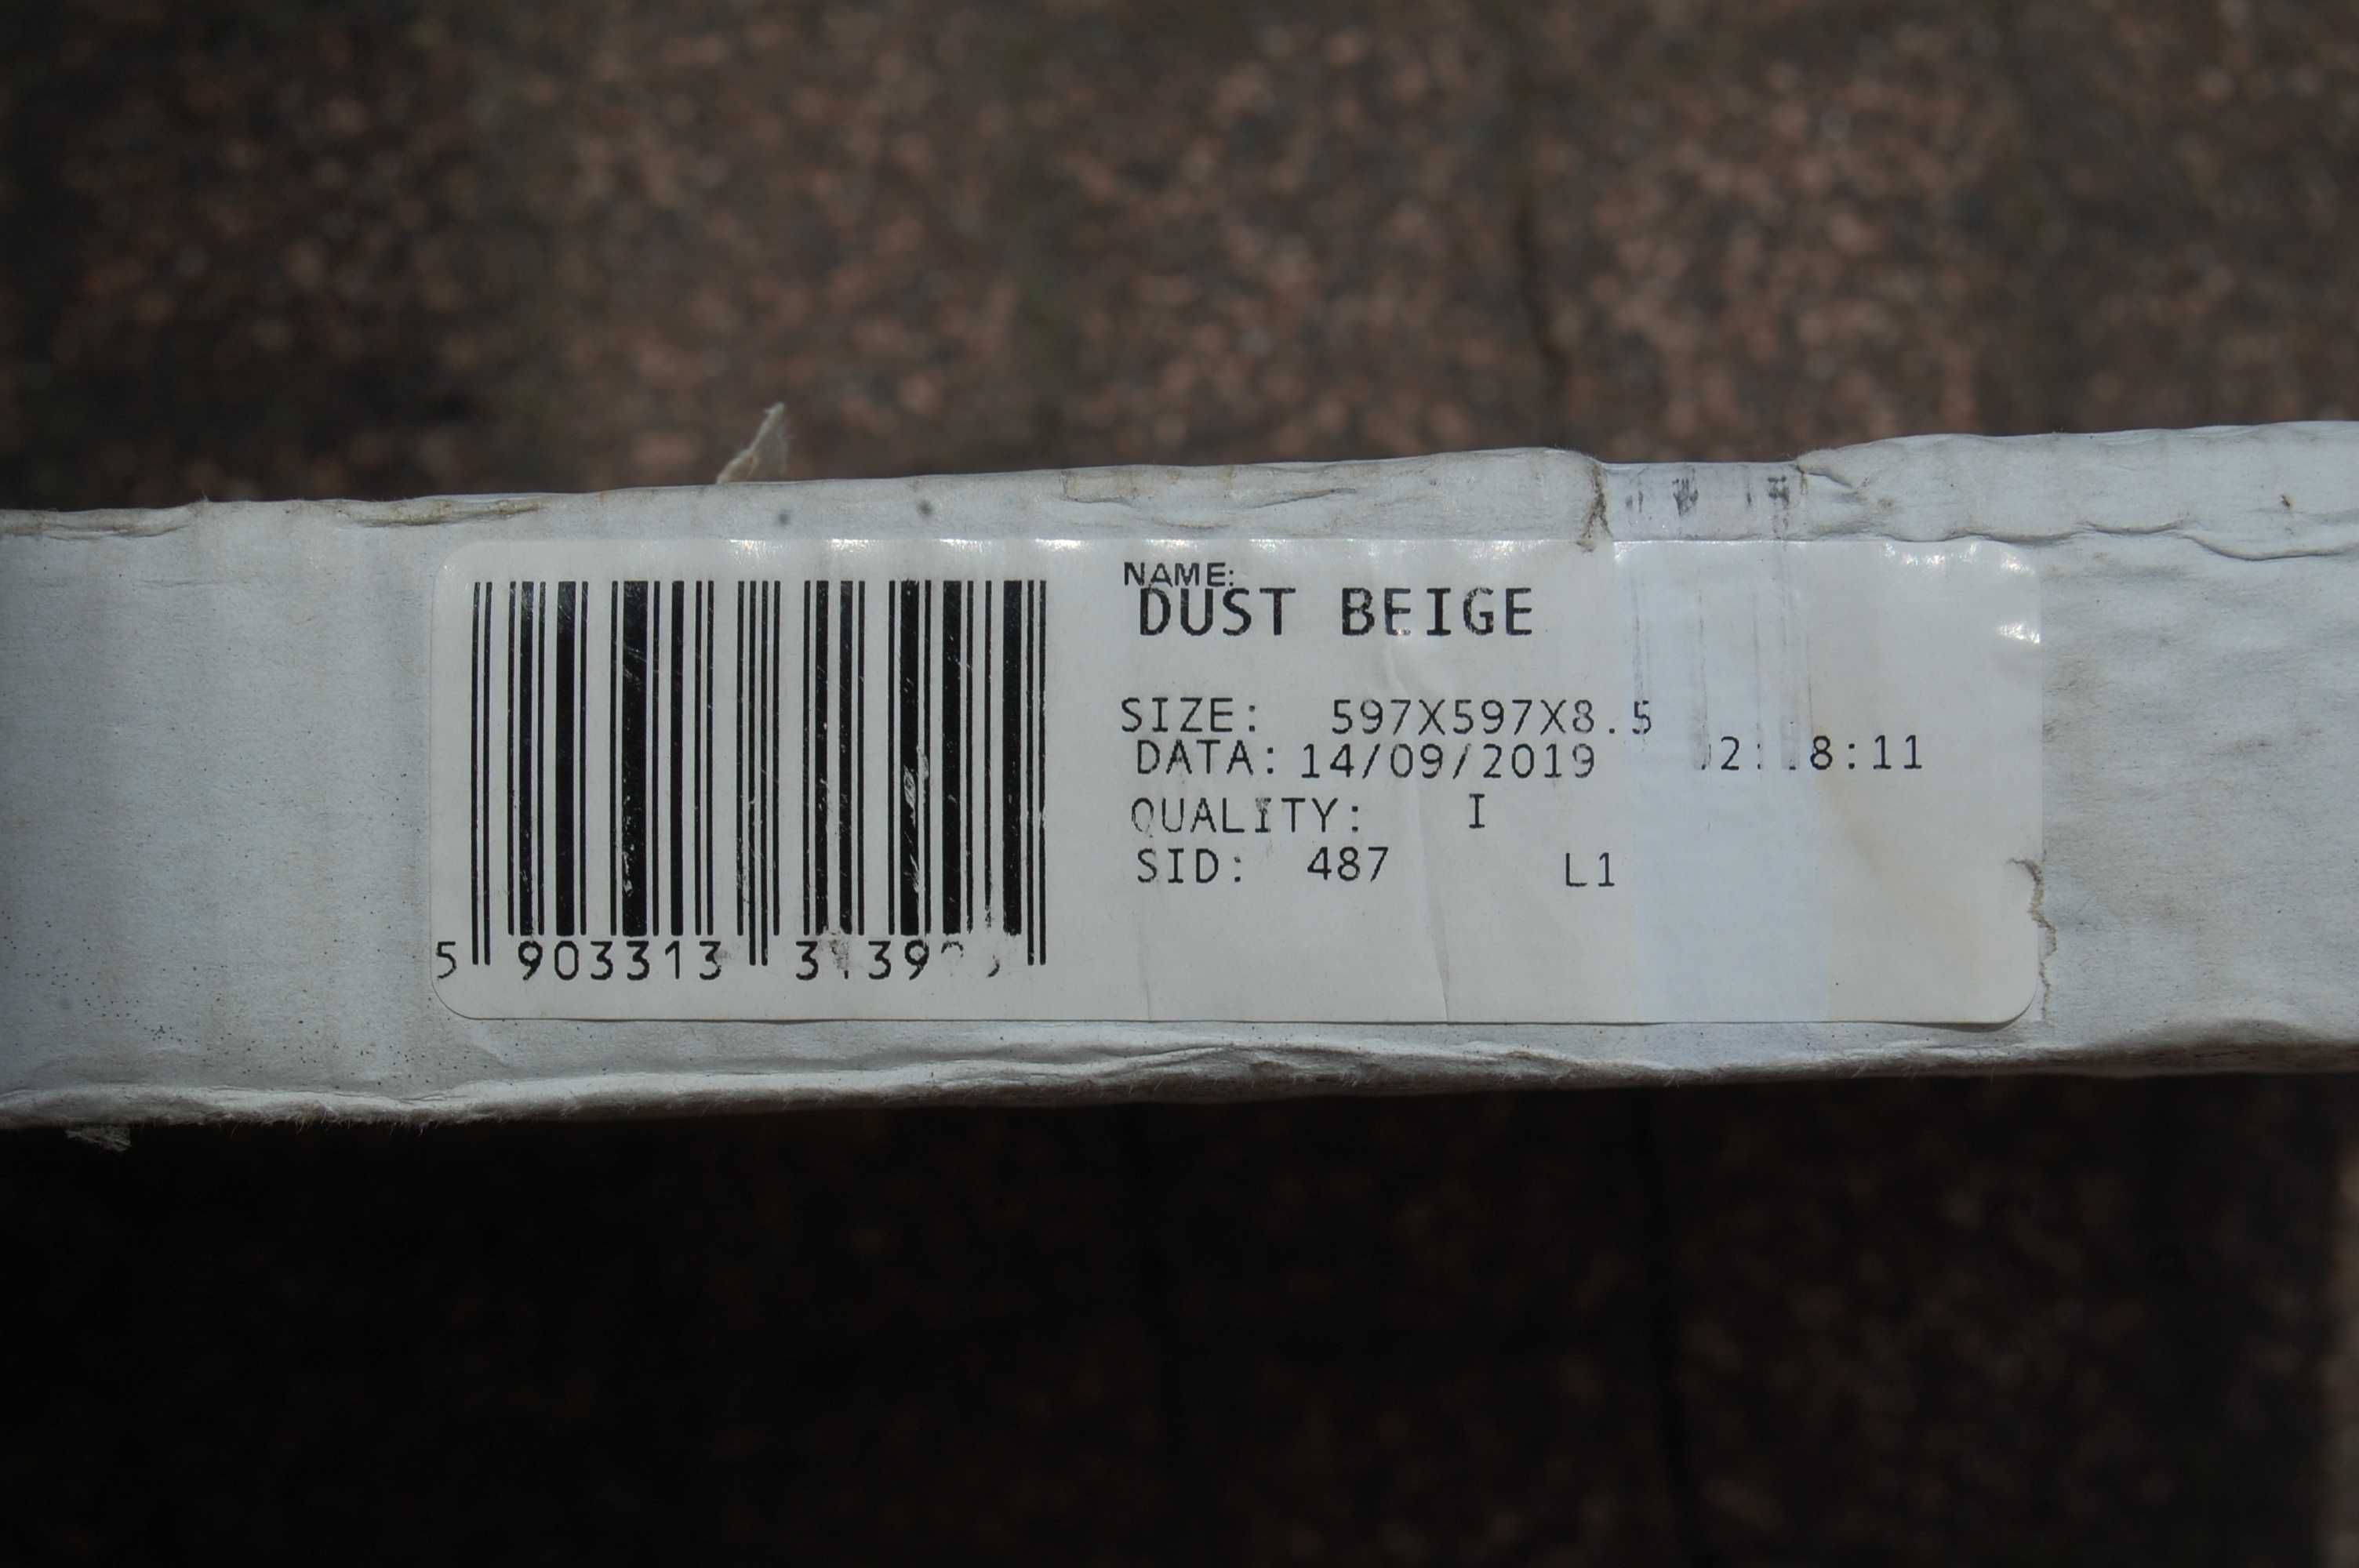 NAME:
DUST BEIGE
SIZE: 597X597X8.5
DATA: 14/09/2019
QUALITY: I
SID: 487 L1
5 903313